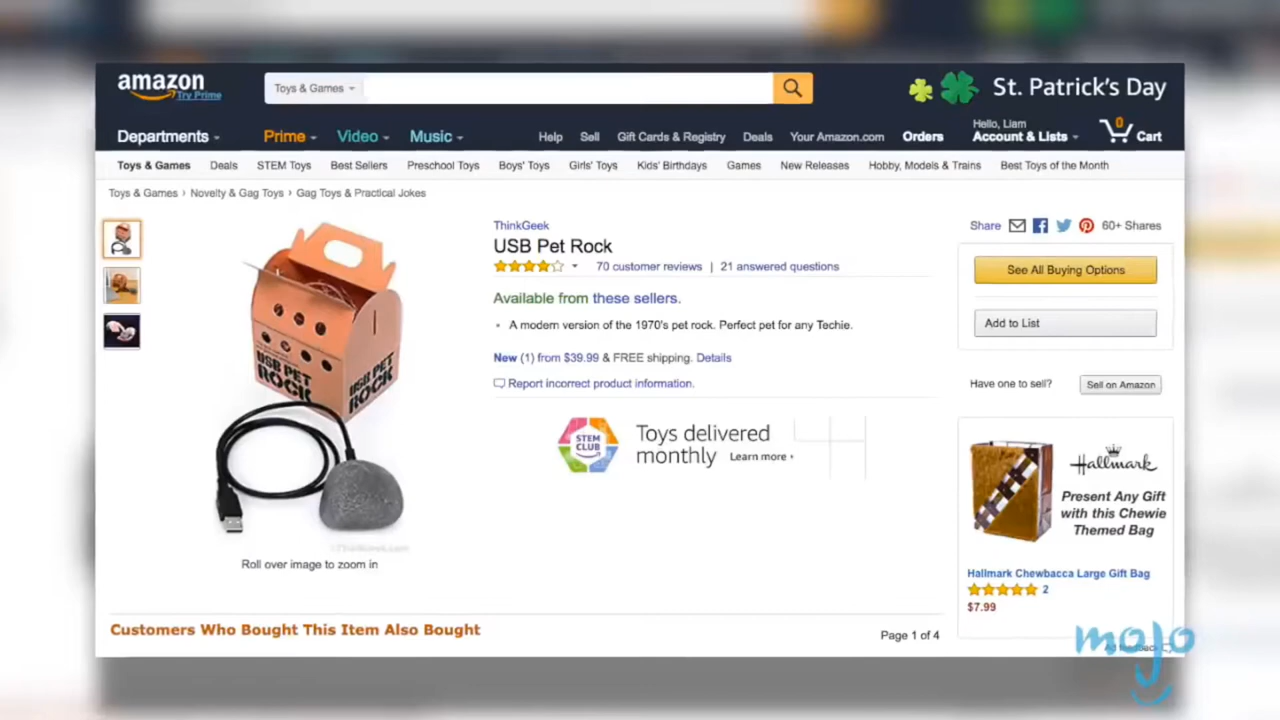 amazon
Try Prime
Toys & Games
St. Patrick's Day
Departments
Prime
Video
Music
Help
Sell
Gift Cards & Registry
Deals
Your Amazon.com
Orders
Hello, Liam
Account & Lists
0
Cart
Toys & Games Deals STEM Toys Best Sellers Preschool Toys Boys' Toys Girls' Toys Kids' Birthdays Games New Releases Hobby, Models & Trains Best Toys of the Month
Toys & Games › Novelty & Gag Toys › Gag Toys & Practical Jokes
USB PET ROCK
USB PET ROCK
Roll over image to zoom in
ThinkGeek
USB Pet Rock
70 customer reviews | 21 answered questions
Available from these sellers.
• A modern version of the 1970's pet rock. Perfect pet for any Techie.
New (1) from $39.99 & FREE shipping. Details
Report incorrect product information.
STEM CLUB
Toys delivered
monthly Learn more ›
Share 60+ Shares
See All Buying Options
Add to List
Have one to sell? Sell on Amazon
Hallmark
Present Any Gift
with this Chewie
Themed Bag
Hallmark Chewbacca Large Gift Bag
2
$7.99
Customers Who Bought This Item Also Bought
Page 1 of 4
mojo